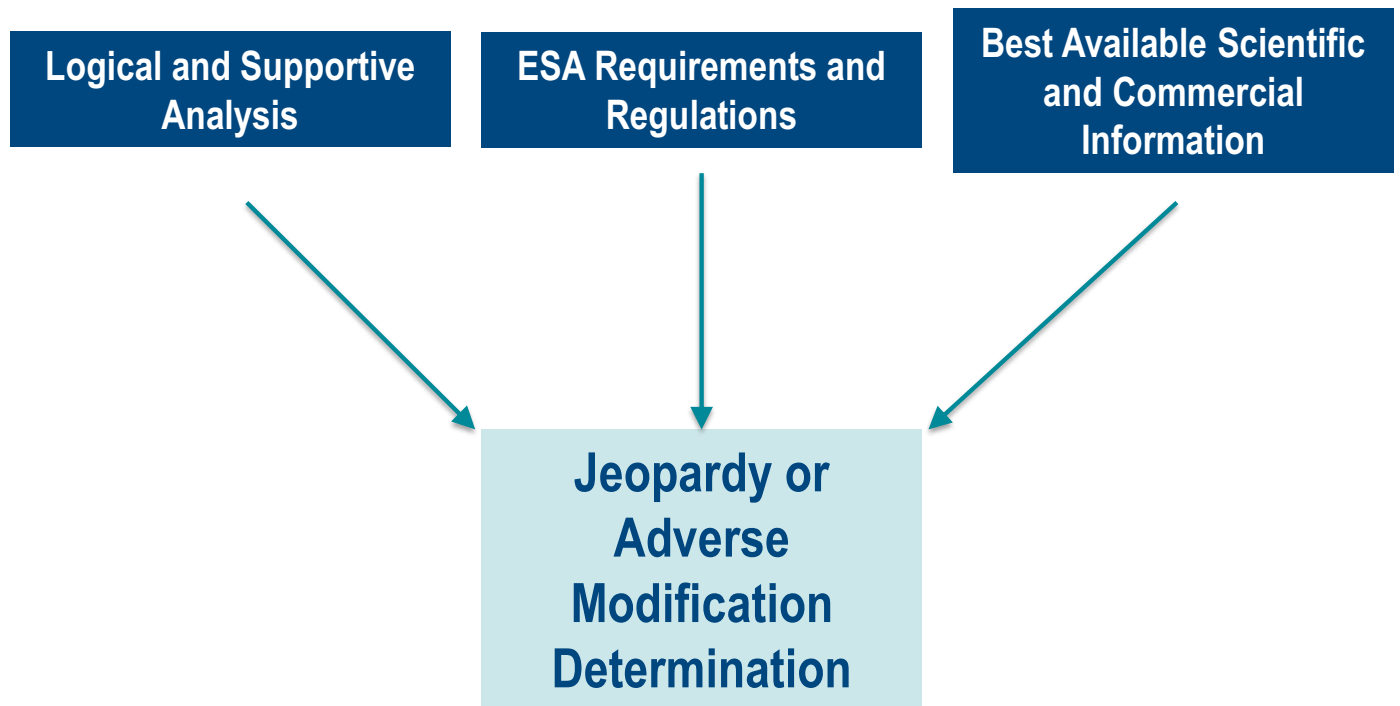 Logical and Supportive
Analysis
ESA Requirements and
Regulations
Best Available Scientific
and Commercial
Information
Jeopardy or
Adverse
Modification
Determination